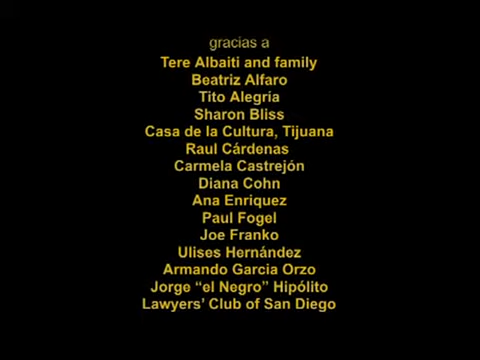 gracias a
Tere Albaiti and family
Beatriz Alfaro
Tito Alegría
Sharon Bliss
Casa de la Cultura, Tijuana
Raul Cárdenas
Carmela Castrejón
Diana Cohn
Ana Enriquez
Paul Fogel
Joe Franko
Ulises Hernández
Armando Garcia Orzo
Jorge “el Negro” Hipólito
Lawyers’ Club of San Diego